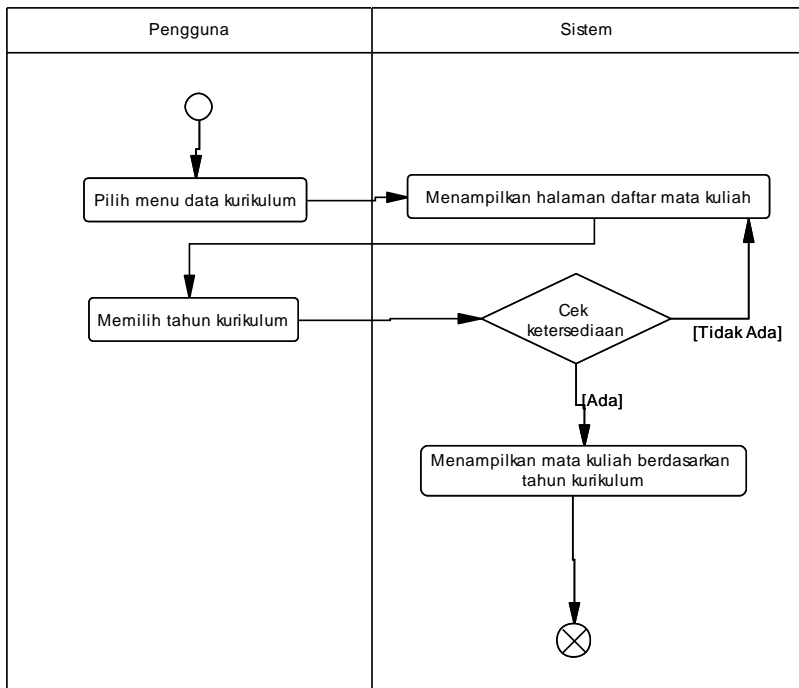 Pengguna
Sistem
Pilih menu data kurikulum
Menampilkan halaman daftar mata kuliah
Memilih tahun kurikulum
Cek
ketersediaan
[Tidak Ada]
[Ada]
Menampilkan mata kuliah berdasarkan
tahun kurikulum